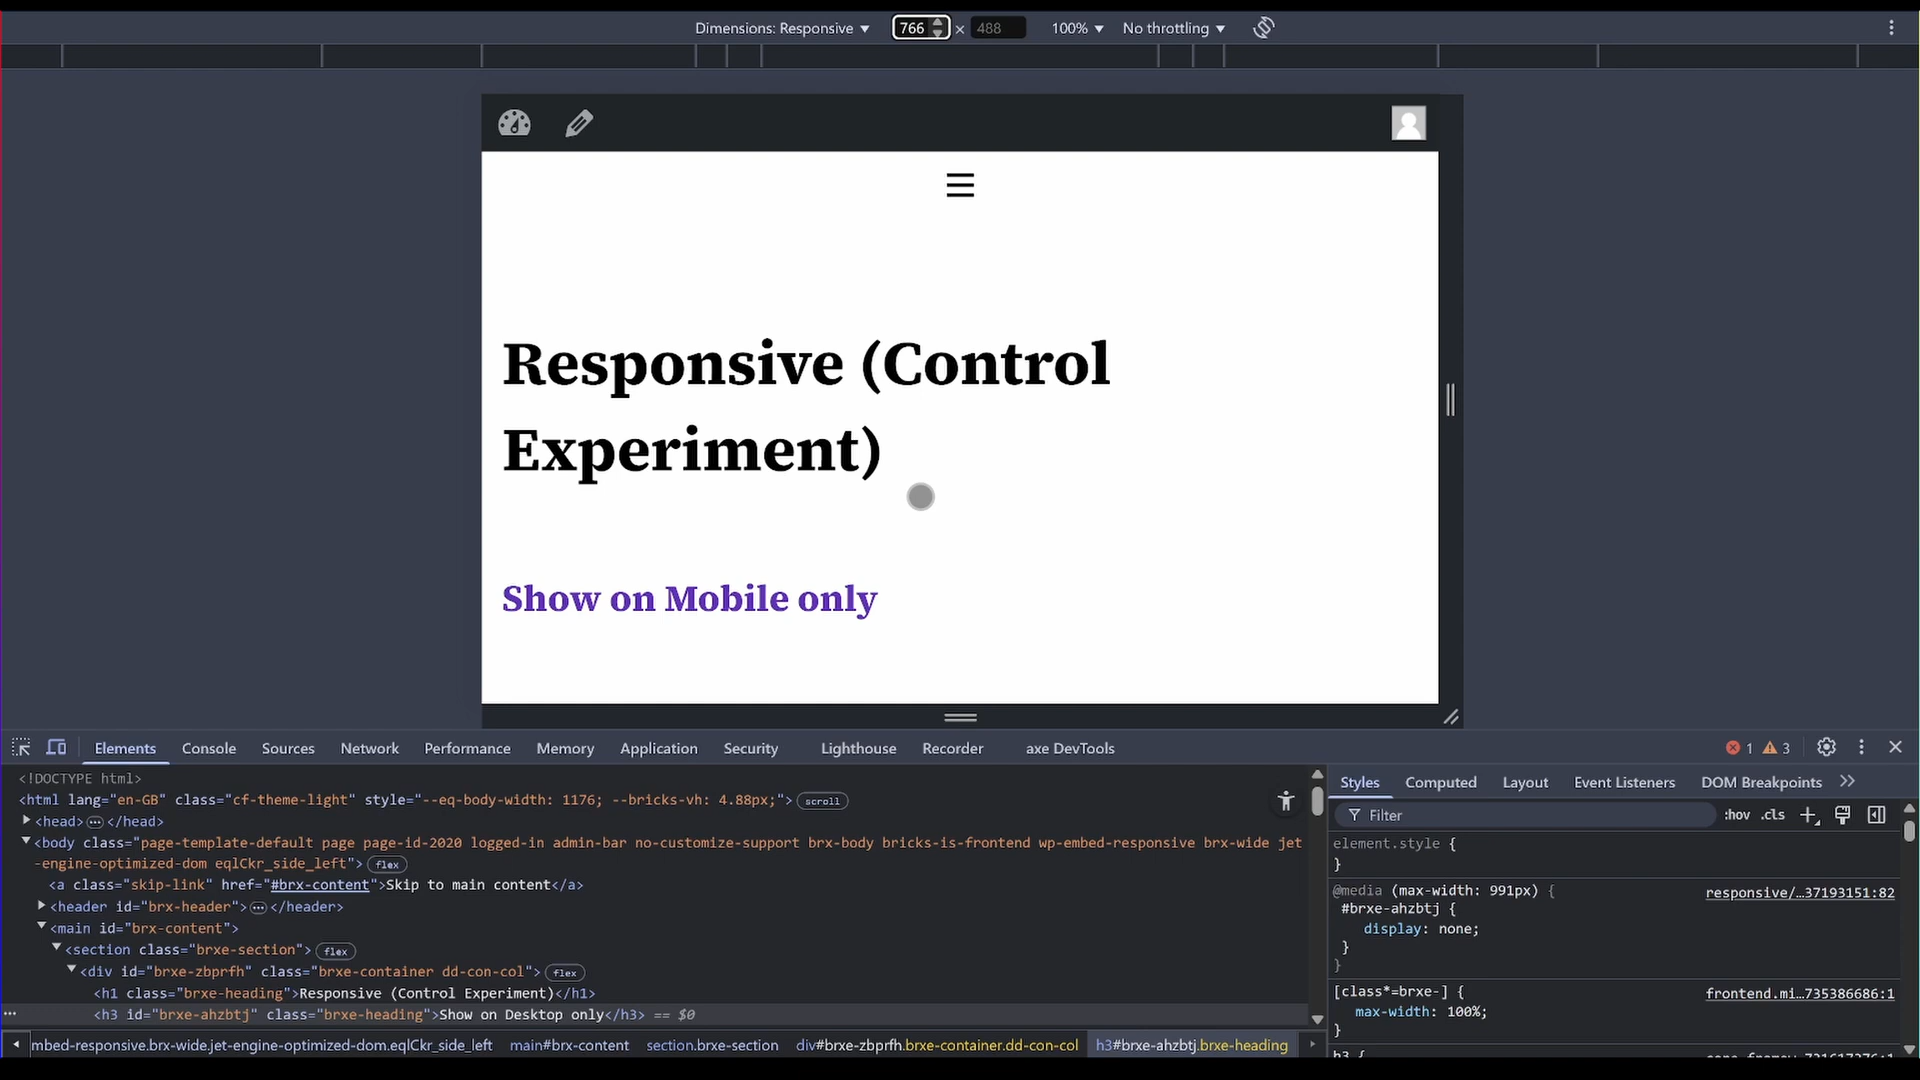 Dimensions: Responsive ▼ 766 × 488 100% ▼ No throttling ▼
Responsive (Control
Experiment)
Show on Mobile only
Elements Console Sources Network Performance Memory Application Security Lighthouse Recorder axe DevTools 1 3
<!DOCTYPE html>
<html lang="en-GB" class="cf-theme-light" style="--eq-body-width: 1176; --bricks-vh: 4.88px;"> scroll
<head>…</head>
<body class="page-template-default page page-id-2020 logged-in admin-bar no-customize-support brx-body bricks-is-frontend wp-embed-responsive brx-wide jet
-engine-optimized-dom eqlCkr_side_left"> flex
<a class="skip-link" href="#brx-content">Skip to main content</a>
<header id="brx-header">…</header>
<main id="brx-content">
<section class="brxe-section"> flex
<div id="brxe-zbprfh" class="brxe-container dd-con-col"> flex
<h1 class="brxe-heading">Responsive (Control Experiment)</h1>
<h3 id="brxe-ahzbtj" class="brxe-heading">Show on Desktop only</h3> == $0
mbed-responsive.brx-wide.jet-engine-optimized-dom.eqlCkr_side_left main#brx-content section.brxe-section div#brxe-zbprfh.brxe-container.dd-con-col h3#brxe-ahzbtj.brxe-heading
Styles Computed Layout Event Listeners DOM Breakpoints
Filter :hov .cls
element.style {
}
@media (max-width: 991px) { responsive/…37193151:82
#brxe-ahzbtj {
display: none;
}
}
[class*=brxe-] { frontend.mi…735386686:1
max-width: 100%;
}
h3 {